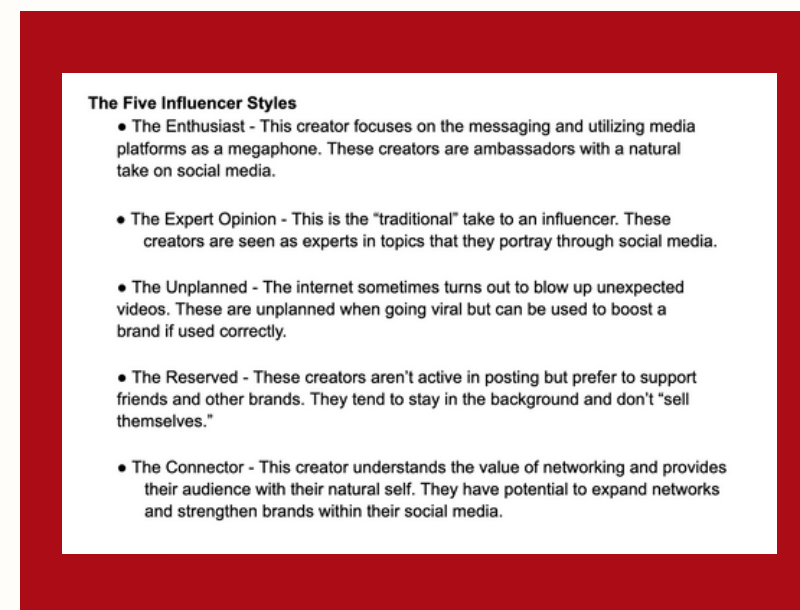 The Five Influencer Styles
● The Enthusiast - This creator focuses on the messaging and utilizing media
platforms as a megaphone. These creators are ambassadors with a natural
take on social media.
● The Expert Opinion - This is the “traditional” take to an influencer. These
creators are seen as experts in topics that they portray through social media.
● The Unplanned - The internet sometimes turns out to blow up unexpected
videos. These are unplanned when going viral but can be used to boost a
brand if used correctly.
● The Reserved - These creators aren’t active in posting but prefer to support
friends and other brands. They tend to stay in the background and don’t “sell
themselves.”
● The Connector - This creator understands the value of networking and provides
their audience with their natural self. They have potential to expand networks
and strengthen brands within their social media.